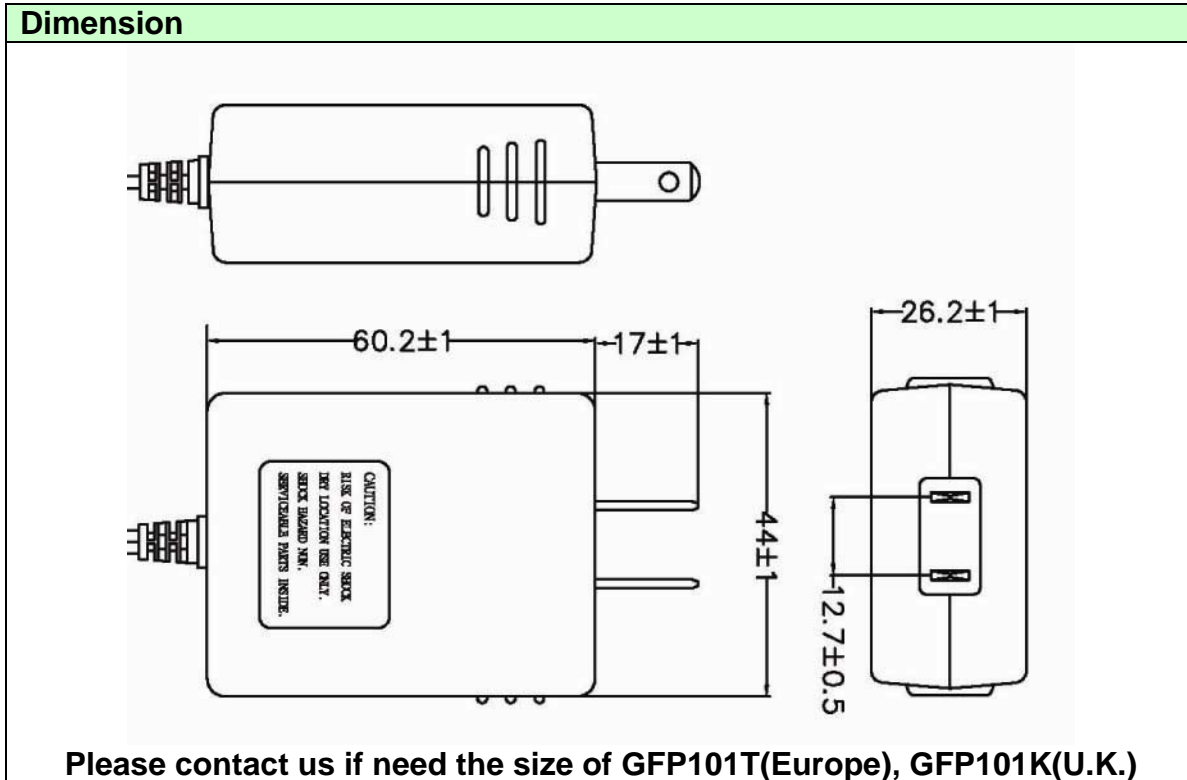 Dimension
60.2±1
17±1
26.2±1
44±1
12.7±0.5
CAUTION:
RISK OF ELECTRIC SHOCK
DRY LOCATION USE ONLY.
SHOCK HAZARD NON.
SERVICEABLE PARTS INSIDE.
Please contact us if need the size of GFP101T(Europe), GFP101K(U.K.)